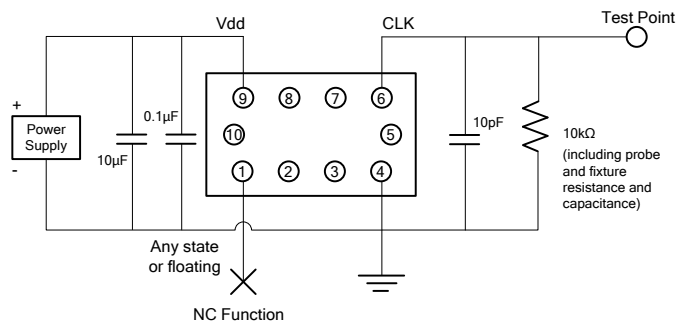 Vdd
CLK
Test Point
9
8
7
6
+
Power
Supply
-
10µF
0.1µF
10
5
10pF
10kΩ
(including probe
and fixture
resistance and
capacitance)
1
2
3
4
Any state
or floating
NC Function